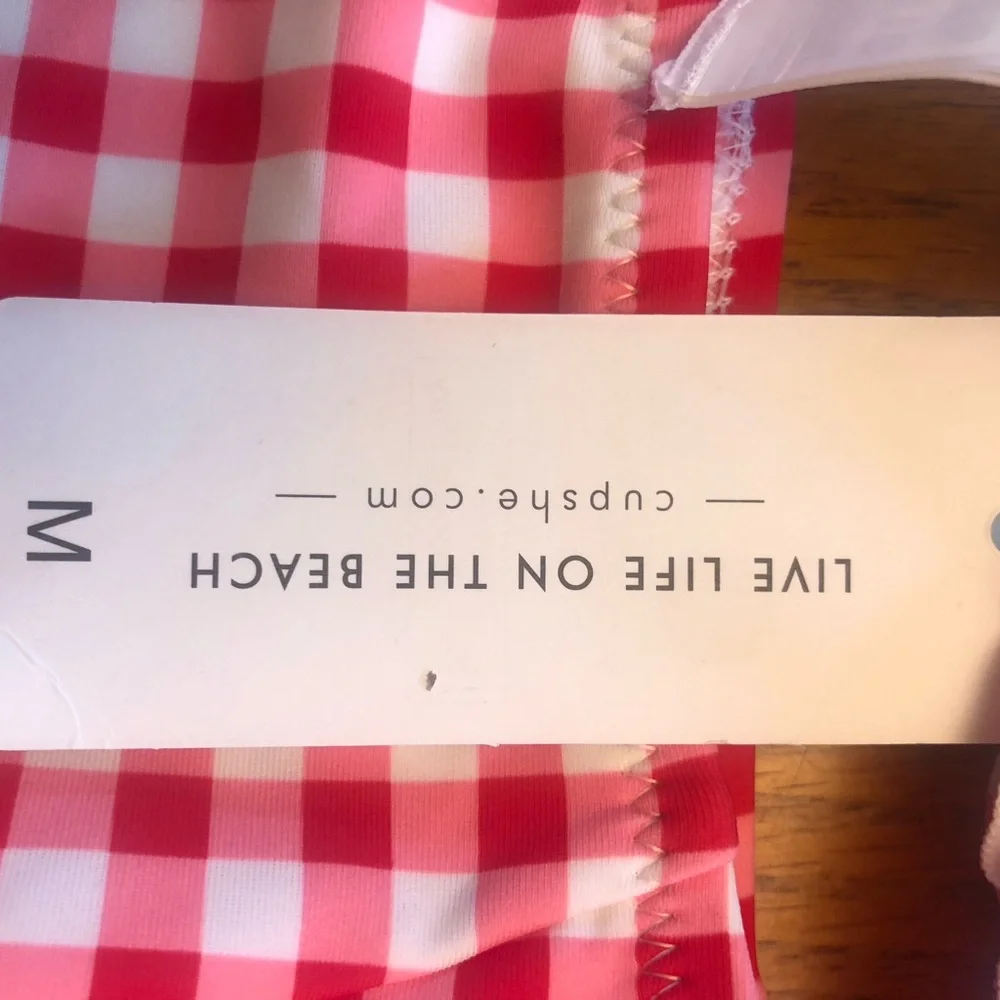 LIVE LIFE ON THE BEACH
— cupshe.com —
M